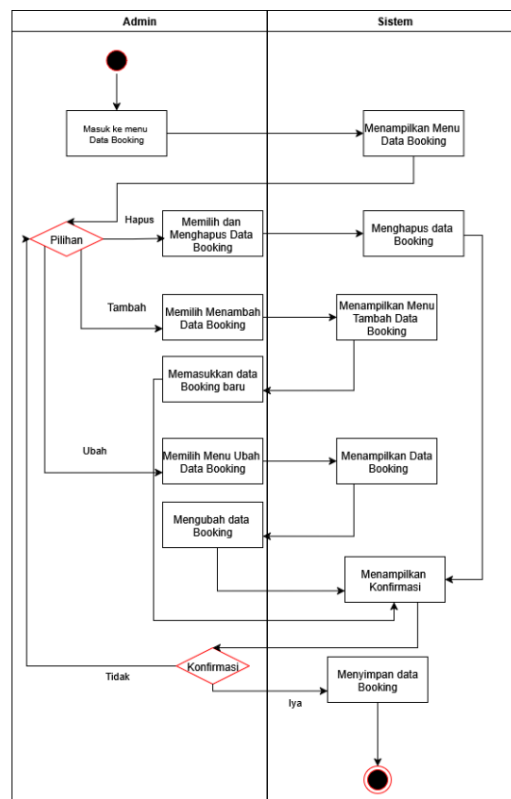 Admin
Sistem
Masuk ke menu
Data Booking
Menampilkan Menu
Data Booking
Pilihan
Hapus
Memilih dan
Menghapus Data
Booking
Menghapus data
Booking
Tambah
Memilih Menambah
Data Booking
Menampilkan Menu
Tambah Data
Booking
Memasukkan data
Booking baru
Ubah
Memilih Menu Ubah
Data Booking
Menampilkan Data
Booking
Mengubah data
Booking
Menampilkan
Konfirmasi
Konfirmasi
Tidak
Iya
Menyimpan data
Booking